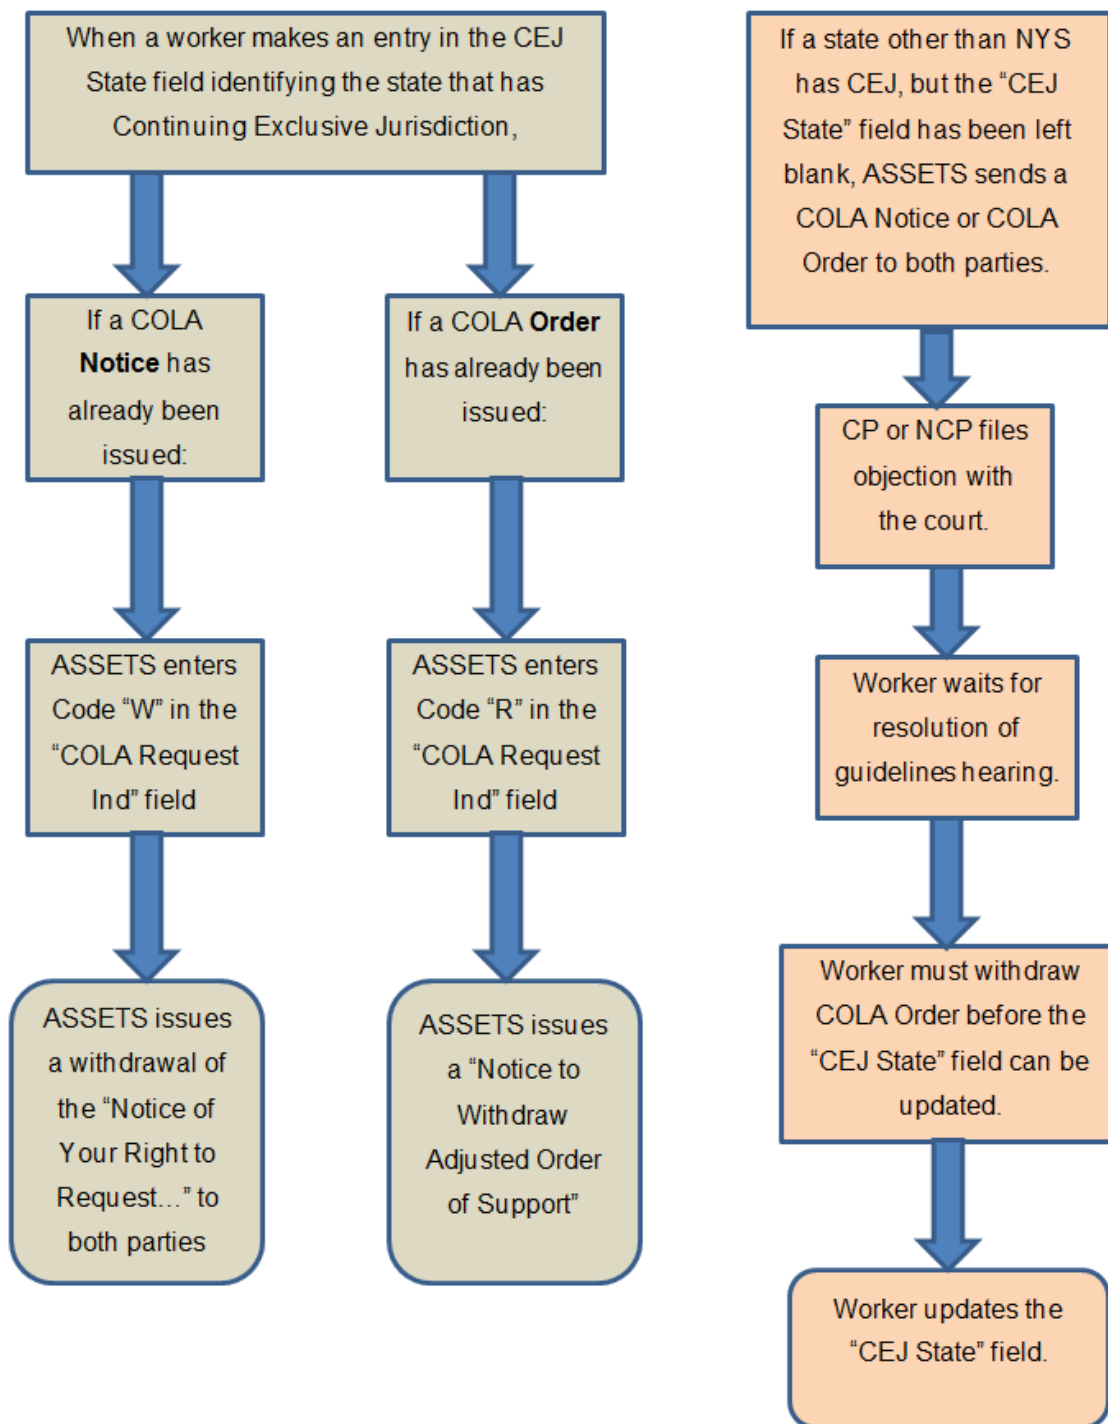 When a worker makes an entry in the CEJ
State field identifying the state that has
Continuing Exclusive Jurisdiction,
If a COLA
Notice has
already been
issued:
ASSETS enters
Code “W” in the
“COLA Request
Ind” field
ASSETS issues
a withdrawal of
the “Notice of
Your Right to
Request…” to
both parties
If a COLA Order
has already been
issued:
ASSETS enters
Code “R” in the
“COLA Request
Ind” field
ASSETS issues
a “Notice to
Withdraw
Adjusted Order
of Support”
If a state other than NYS
has CEJ, but the “CEJ
State” field has been left
blank, ASSETS sends a
COLA Notice or COLA
Order to both parties.
CP or NCP files
objection with
the court.
Worker waits for
resolution of
guidelines hearing.
Worker must withdraw
COLA Order before the
“CEJ State” field can be
updated.
Worker updates the
“CEJ State” field.